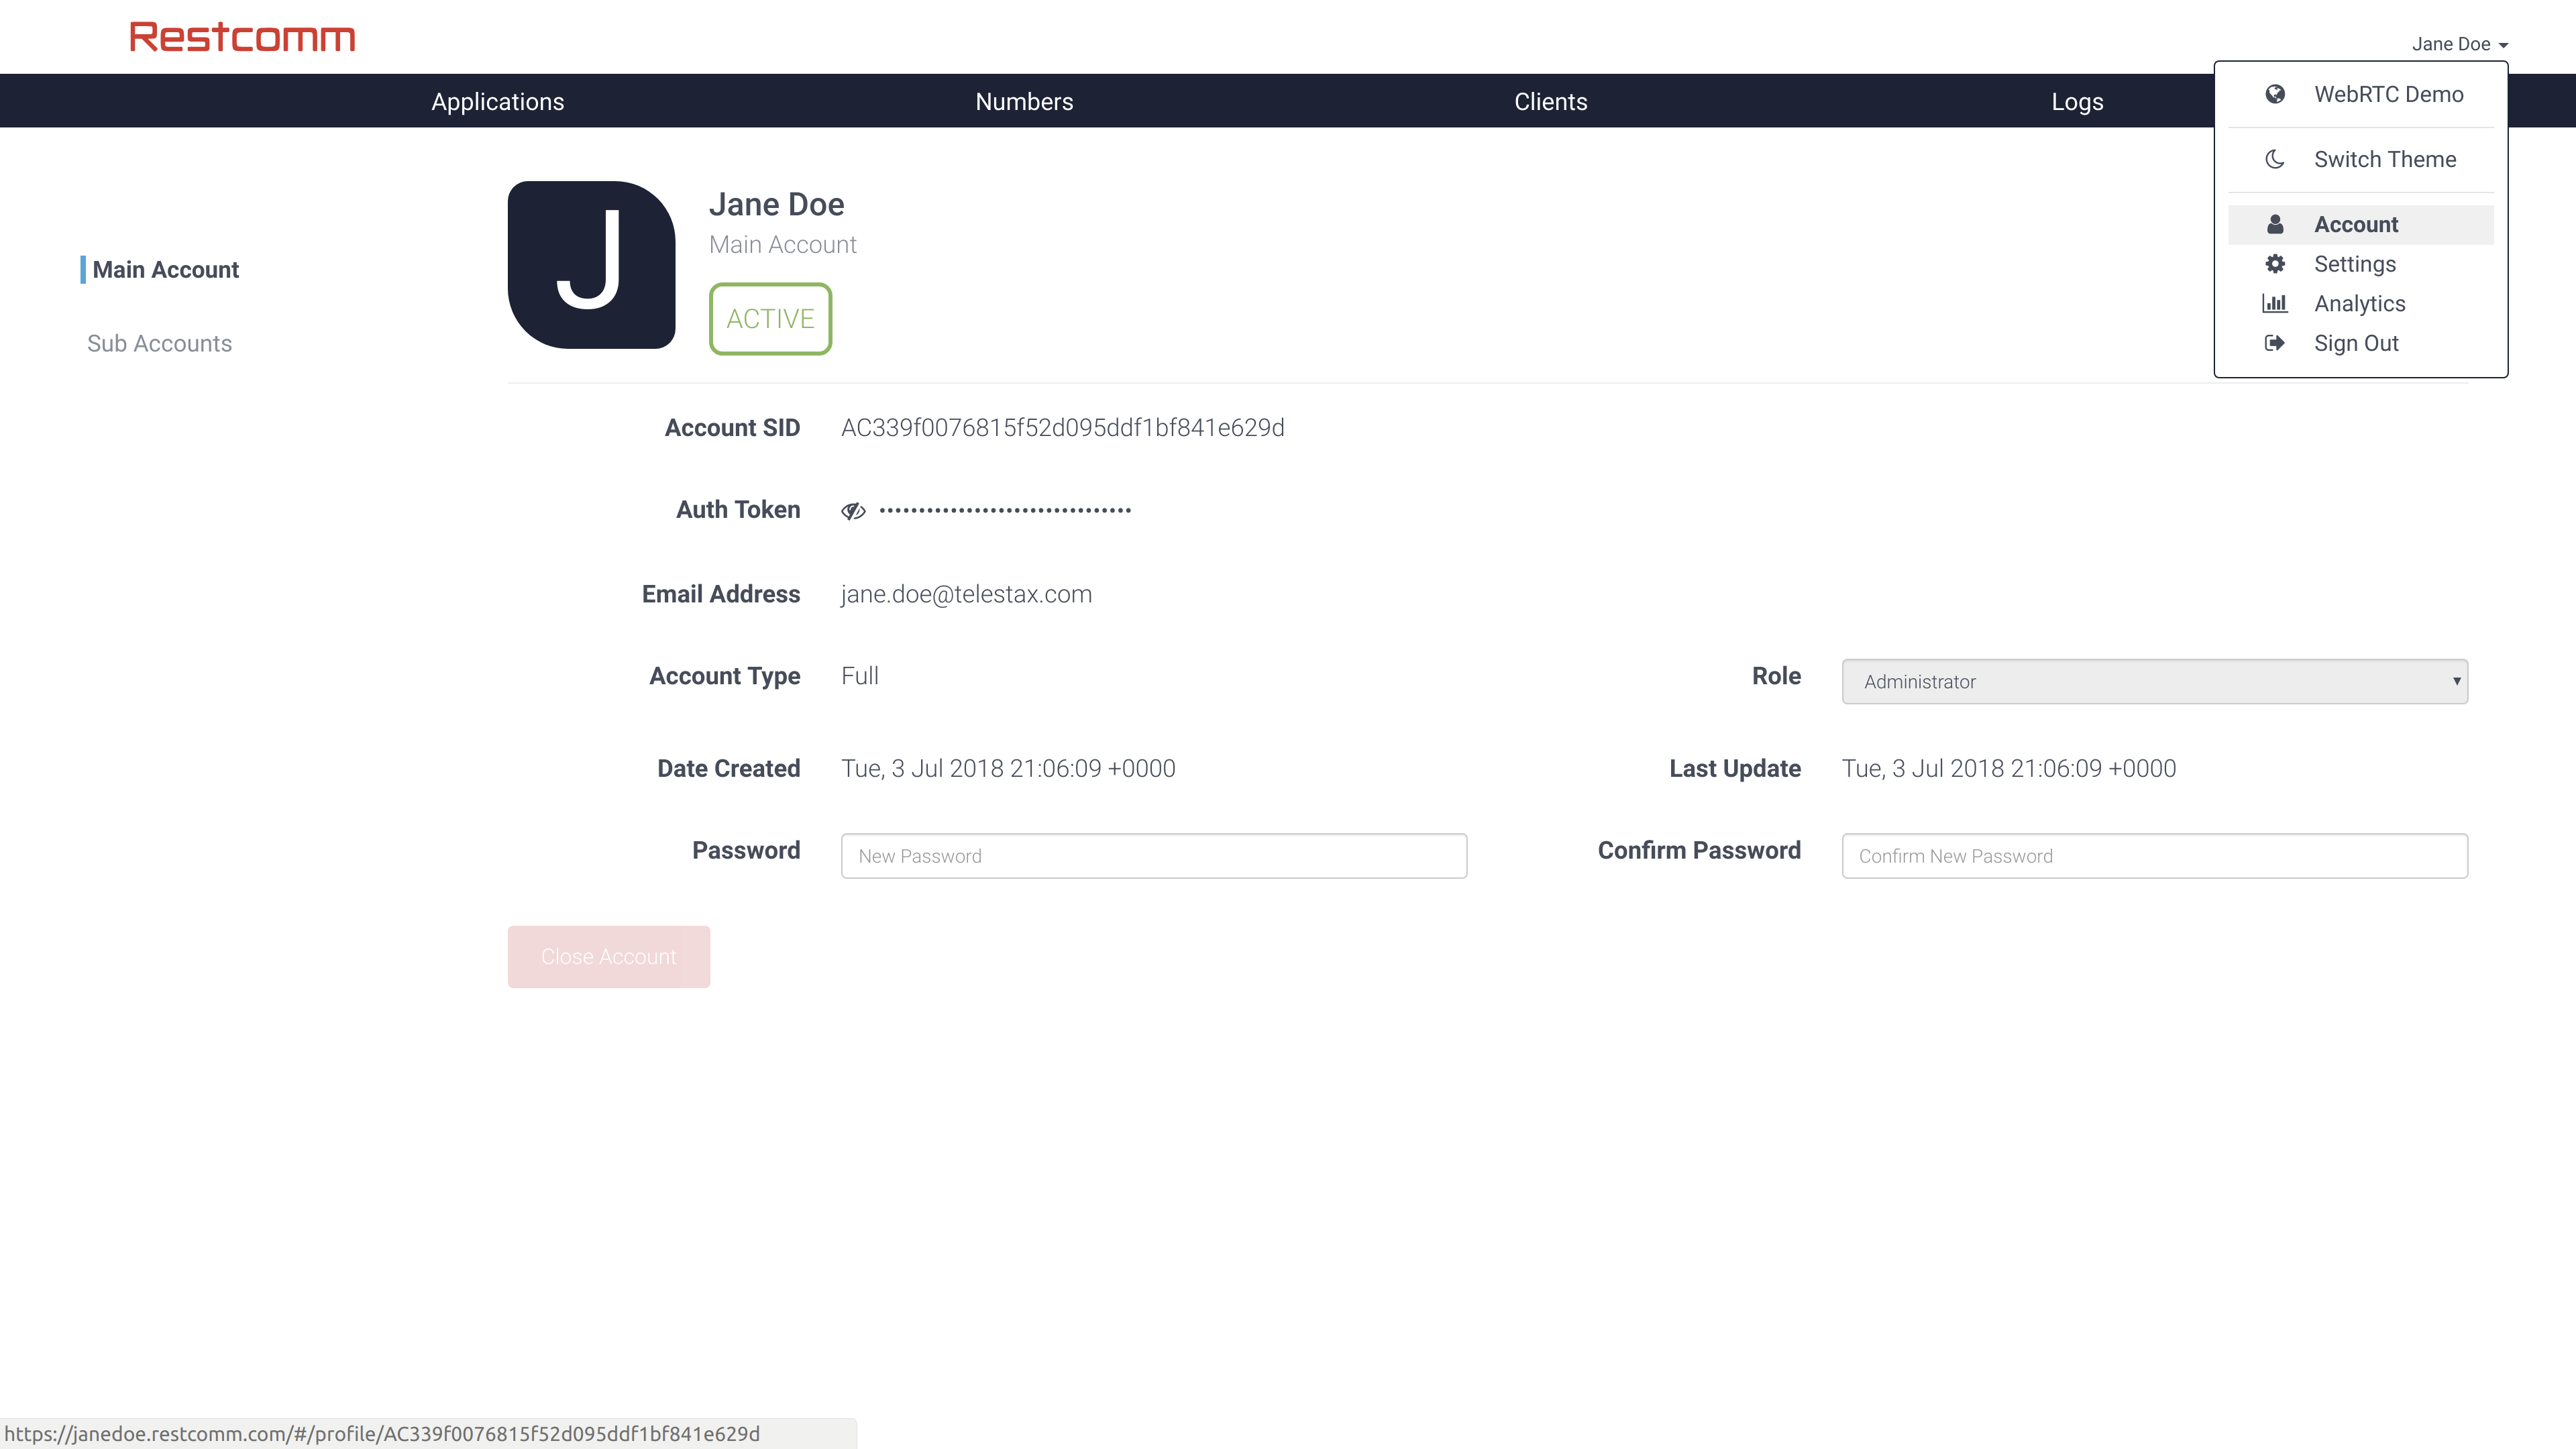 Restcomm
Jane Doe
Applications
Numbers
Clients
Logs
WebRTC Demo
Switch Theme
Account
Settings
Analytics
Sign Out
Main Account
Sub Accounts
J
Jane Doe
Main Account
ACTIVE
Account SID AC339f0076815f52d095ddf1bf841e629d
Auth Token ••••••••••••••••••••••••••••••••
Email Address jane.doe@telestax.com
Account Type Full
Role Administrator
Date Created Tue, 3 Jul 2018 21:06:09 +0000
Last Update Tue, 3 Jul 2018 21:06:09 +0000
Password New Password
Confirm Password Confirm New Password
Close Account
https://janedoe.restcomm.com/#/profile/AC339f0076815f52d095ddf1bf841e629d